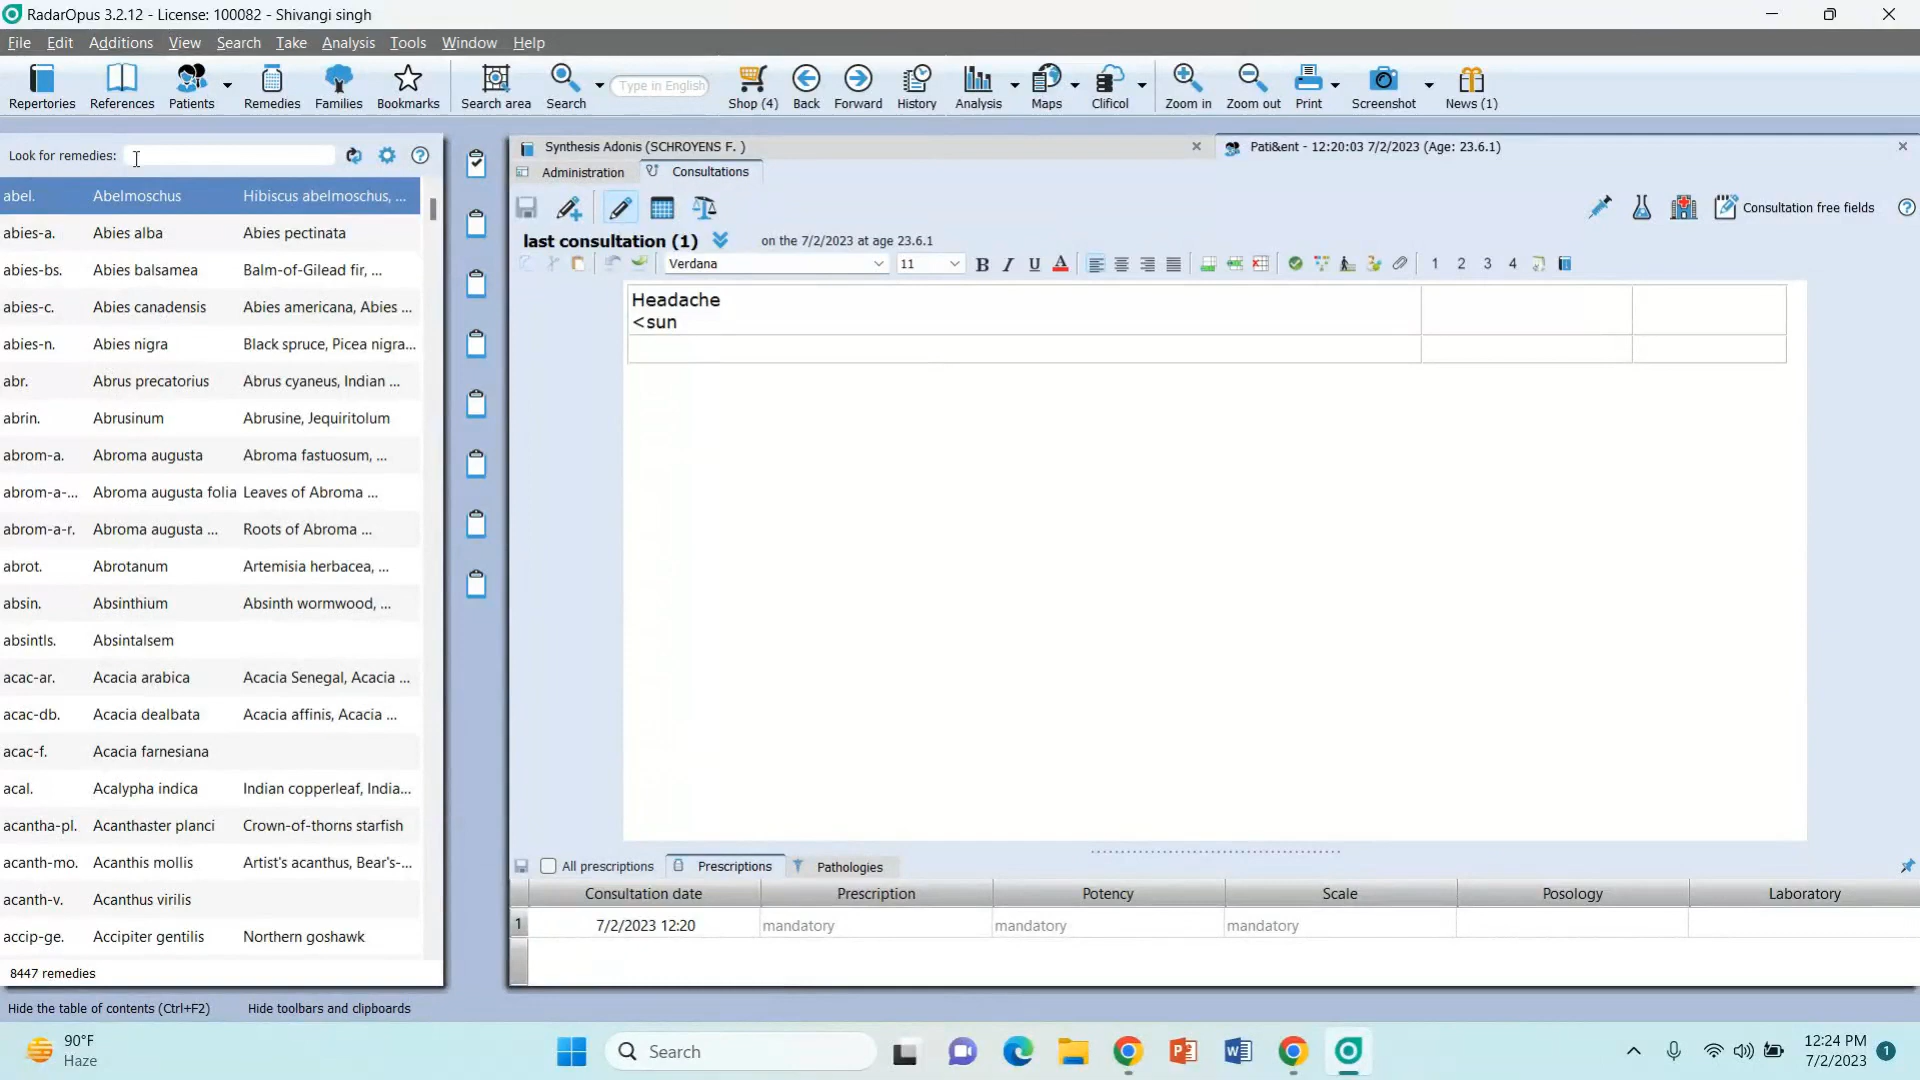 RadarOpus 3.2.12 - License: 100082 - Shivangi singh
File Edit Additions View Search Take Analysis Tools Window Help
Repertories References Patients Remedies Families Bookmarks Search area Search Type in English Shop (4) Back Forward History Analysis Maps Clificol Zoom in Zoom out Print Screenshot News (1)
Look for remedies:
abel. Abelmoschus Hibiscus abelmoschus, ...
abies-a. Abies alba Abies pectinata
abies-bs. Abies balsamea Balm-of-Gilead fir, ...
abies-c. Abies canadensis Abies americana, Abies ...
abies-n. Abies nigra Black spruce, Picea nigra...
abr. Abrus precatorius Abrus cyaneus, Indian ...
abrin. Abrusinum Abrusine, Jequiritolum
abrom-a. Abroma augusta Abroma fastuosum, ...
abrom-a-... Abroma augusta folia Leaves of Abroma ...
abrom-a-r. Abroma augusta ... Roots of Abroma ...
abrot. Abrotanum Artemisia herbacea, ...
absin. Absinthium Absinth wormwood, ...
absintls. Absintalsem
acac-ar. Acacia arabica Acacia Senegal, Acacia ...
acac-db. Acacia dealbata Acacia affinis, Acacia ...
acac-f. Acacia farnesiana
acal. Acalypha indica Indian copperleaf, India...
acantha-pl. Acanthaster planci Crown-of-thorns starfish
acanth-mo. Acanthis mollis Artist's acanthus, Bear's-...
acanth-v. Acanthus virilis
accip-ge. Accipiter gentilis Northern goshawk
8447 remedies
Synthesis Adonis (SCHROYENS F. ) Pati&ent - 12:20:03 7/2/2023 (Age: 23.6.1)
Administration Consultations
Consultation free fields
last consultation (1) on the 7/2/2023 at age 23.6.1
Verdana 11 B I U A 1 2 3 4
Headache
<sun
All prescriptions Prescriptions Pathologies
Consultation date Prescription Potency Scale Posology Laboratory
1 7/2/2023 12:20 mandatory mandatory mandatory
Hide the table of contents (Ctrl+F2) Hide toolbars and clipboards
90°F
Haze
Search
12:24 PM
7/2/2023
1